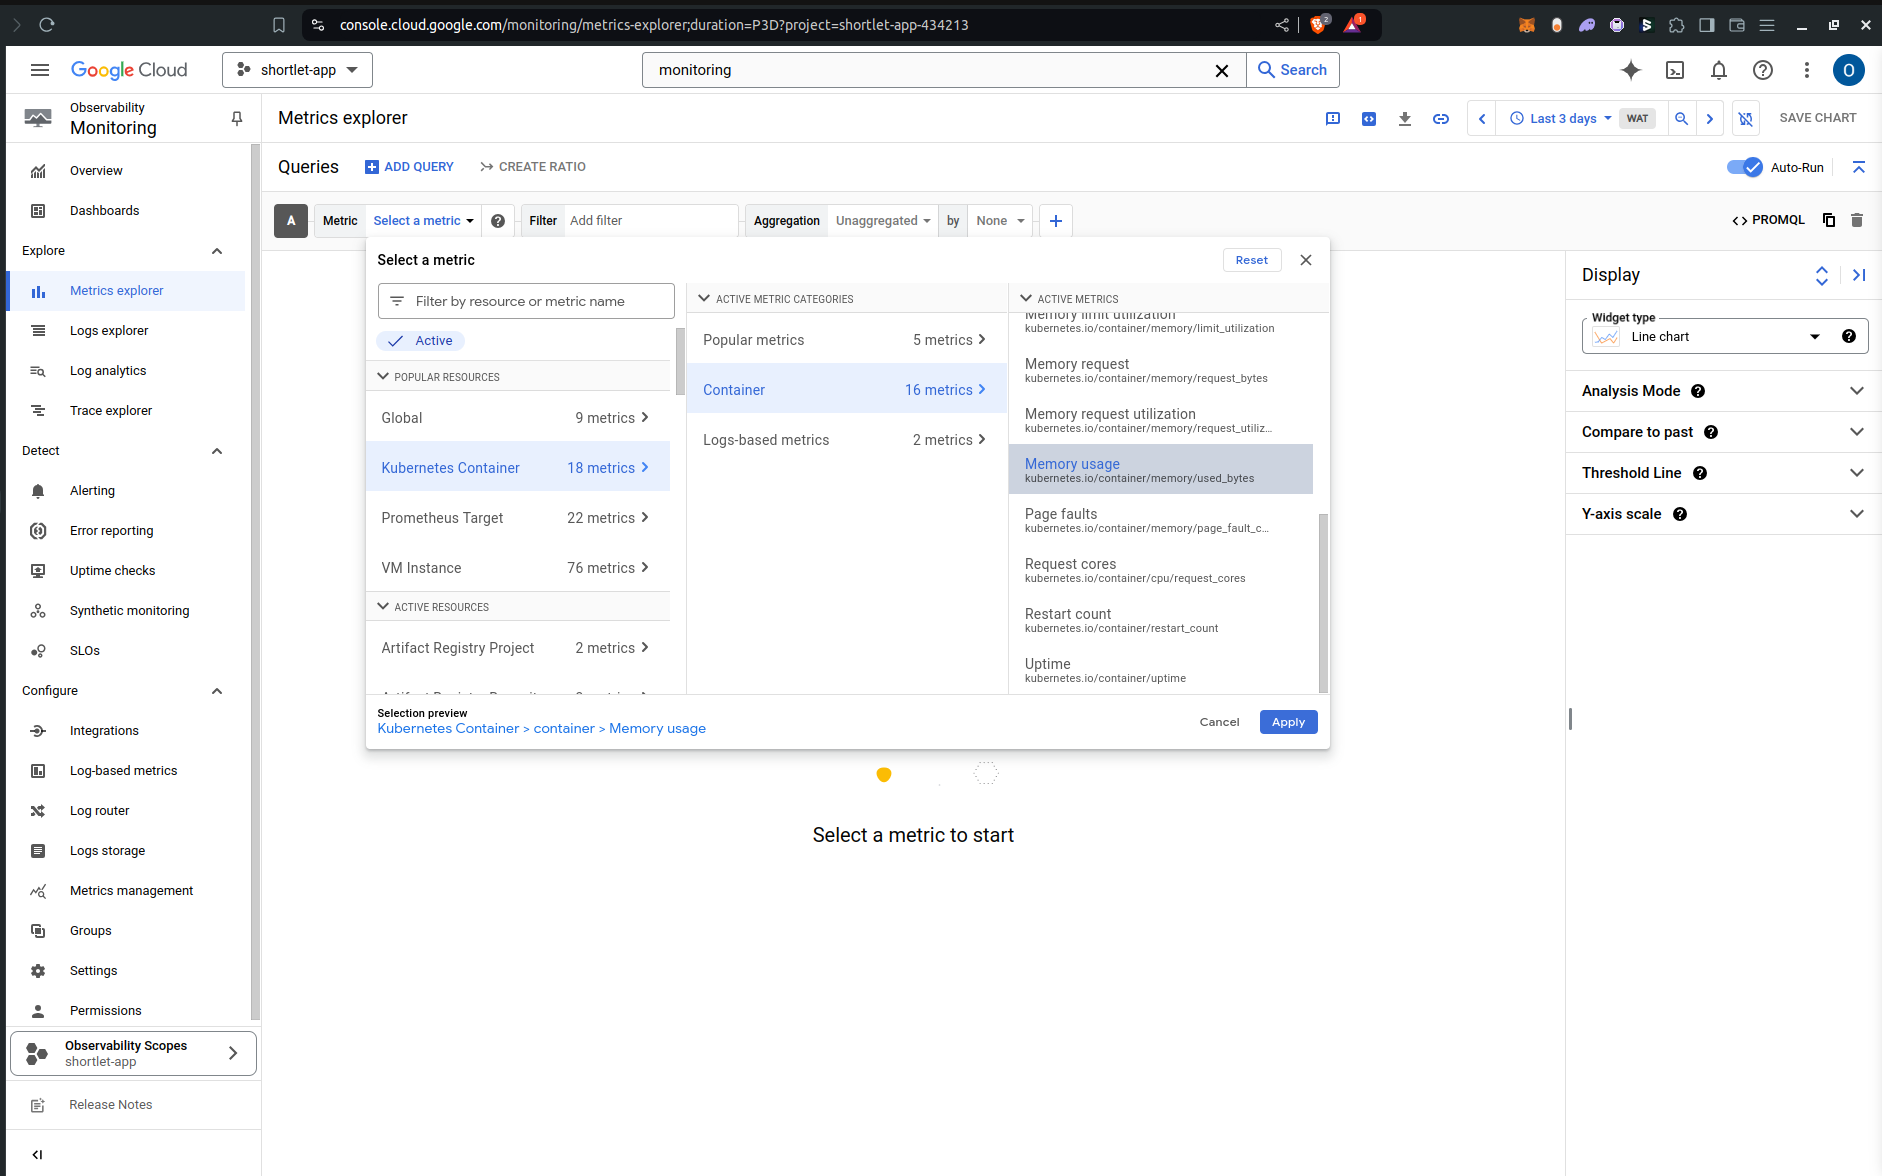 console.cloud.google.com/monitoring/metrics-explorer;duration=P3D?project=shortlet-app-434213
2
1
Google Cloud
shortlet-app
monitoring
Search
O
Observability
Monitoring
Metrics explorer
Last 3 days
WAT
SAVE CHART
Overview
Dashboards
Explore
Metrics explorer
Logs explorer
Log analytics
Trace explorer
Detect
Alerting
Error reporting
Uptime checks
Synthetic monitoring
SLOs
Configure
Integrations
Log-based metrics
Log router
Logs storage
Metrics management
Groups
Settings
Permissions
Observability Scopes
shortlet-app
Release Notes
Queries
ADD QUERY
CREATE RATIO
Auto-Run
A
Metric
Select a metric
Filter
Add filter
Aggregation
Unaggregated
by
None
<> PROMQL
Select a metric
Reset
Filter by resource or metric name
Active
POPULAR RESOURCES
Global 9 metrics
Kubernetes Container 18 metrics
Prometheus Target 22 metrics
VM Instance 76 metrics
ACTIVE RESOURCES
Artifact Registry Project 2 metrics
ACTIVE METRIC CATEGORIES
Popular metrics 5 metrics
Container 16 metrics
Logs-based metrics 2 metrics
ACTIVE METRICS
Memory limit utilization
kubernetes.io/container/memory/limit_utilization
Memory request
kubernetes.io/container/memory/request_bytes
Memory request utilization
kubernetes.io/container/memory/request_utiliz...
Memory usage
kubernetes.io/container/memory/used_bytes
Page faults
kubernetes.io/container/memory/page_fault_c...
Request cores
kubernetes.io/container/cpu/request_cores
Restart count
kubernetes.io/container/restart_count
Uptime
kubernetes.io/container/uptime
Selection preview
Kubernetes Container > container > Memory usage
Cancel
Apply
Select a metric to start
Display
Widget type
Line chart
Analysis Mode
Compare to past
Threshold Line
Y-axis scale